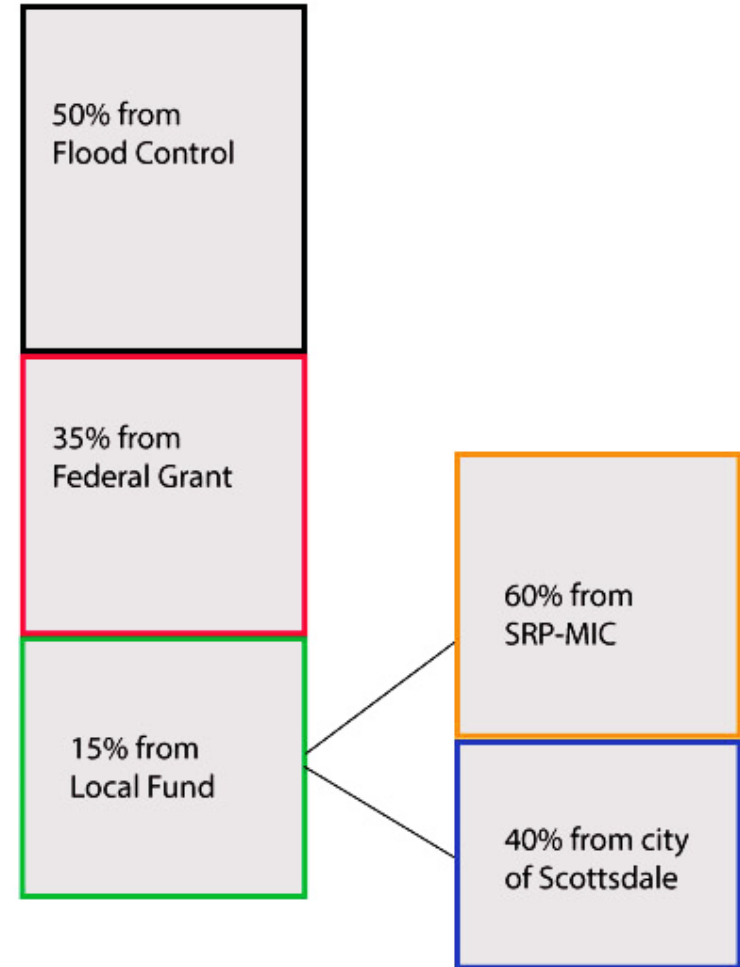 50% from
Flood Control
35% from
Federal Grant
15% from
Local Fund
60% from
SRP-MIC
40% from city
of Scottsdale